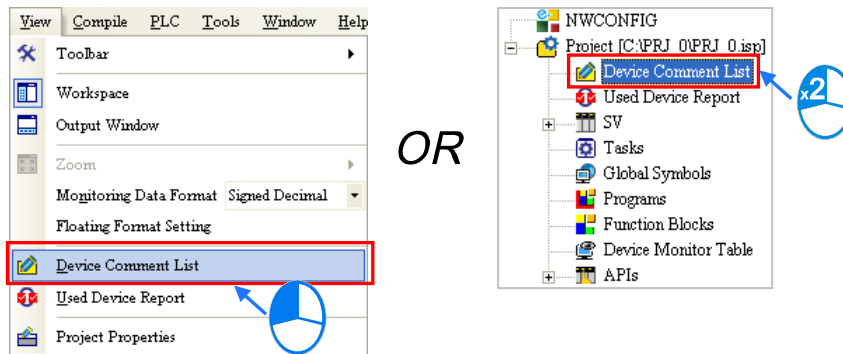 View Compile PLC Tools Window Help
Toolbar
Workspace
Output Window
Zoom
Monitoring Data Format Signed Decimal
Floating Format Setting
Device Comment List
Used Device Report
Project Properties
OR
NWCONFIG
Project [C:\PRJ_0\PRJ_0.isp]
Device Comment List
x2
Used Device Report
SV
Tasks
Global Symbols
Programs
Function Blocks
Device Monitor Table
APIs